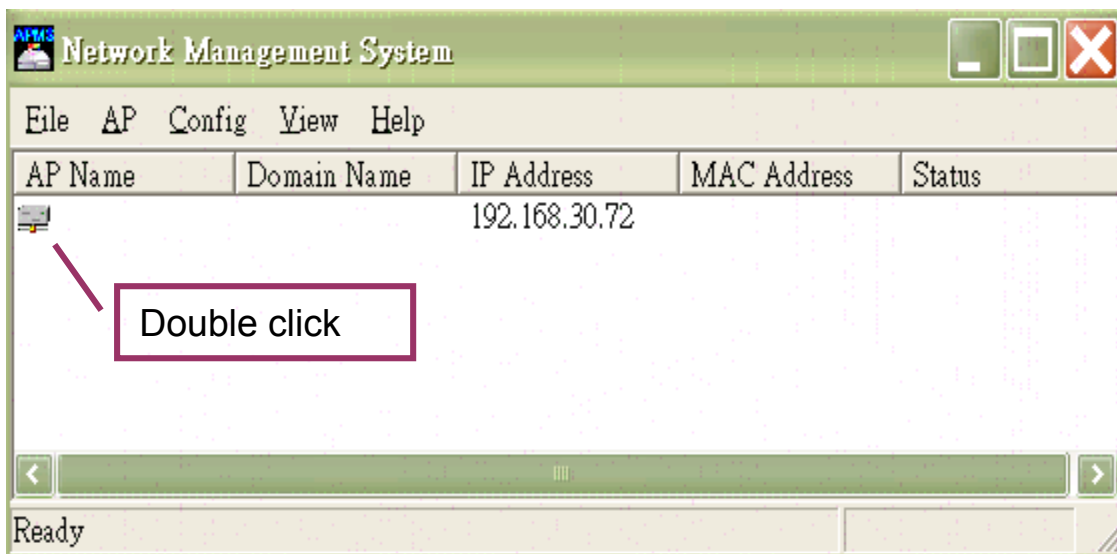 APMS Network Management System
File AP Config View Help
AP Name Domain Name IP Address MAC Address Status
192.168.30.72
Double click
Ready